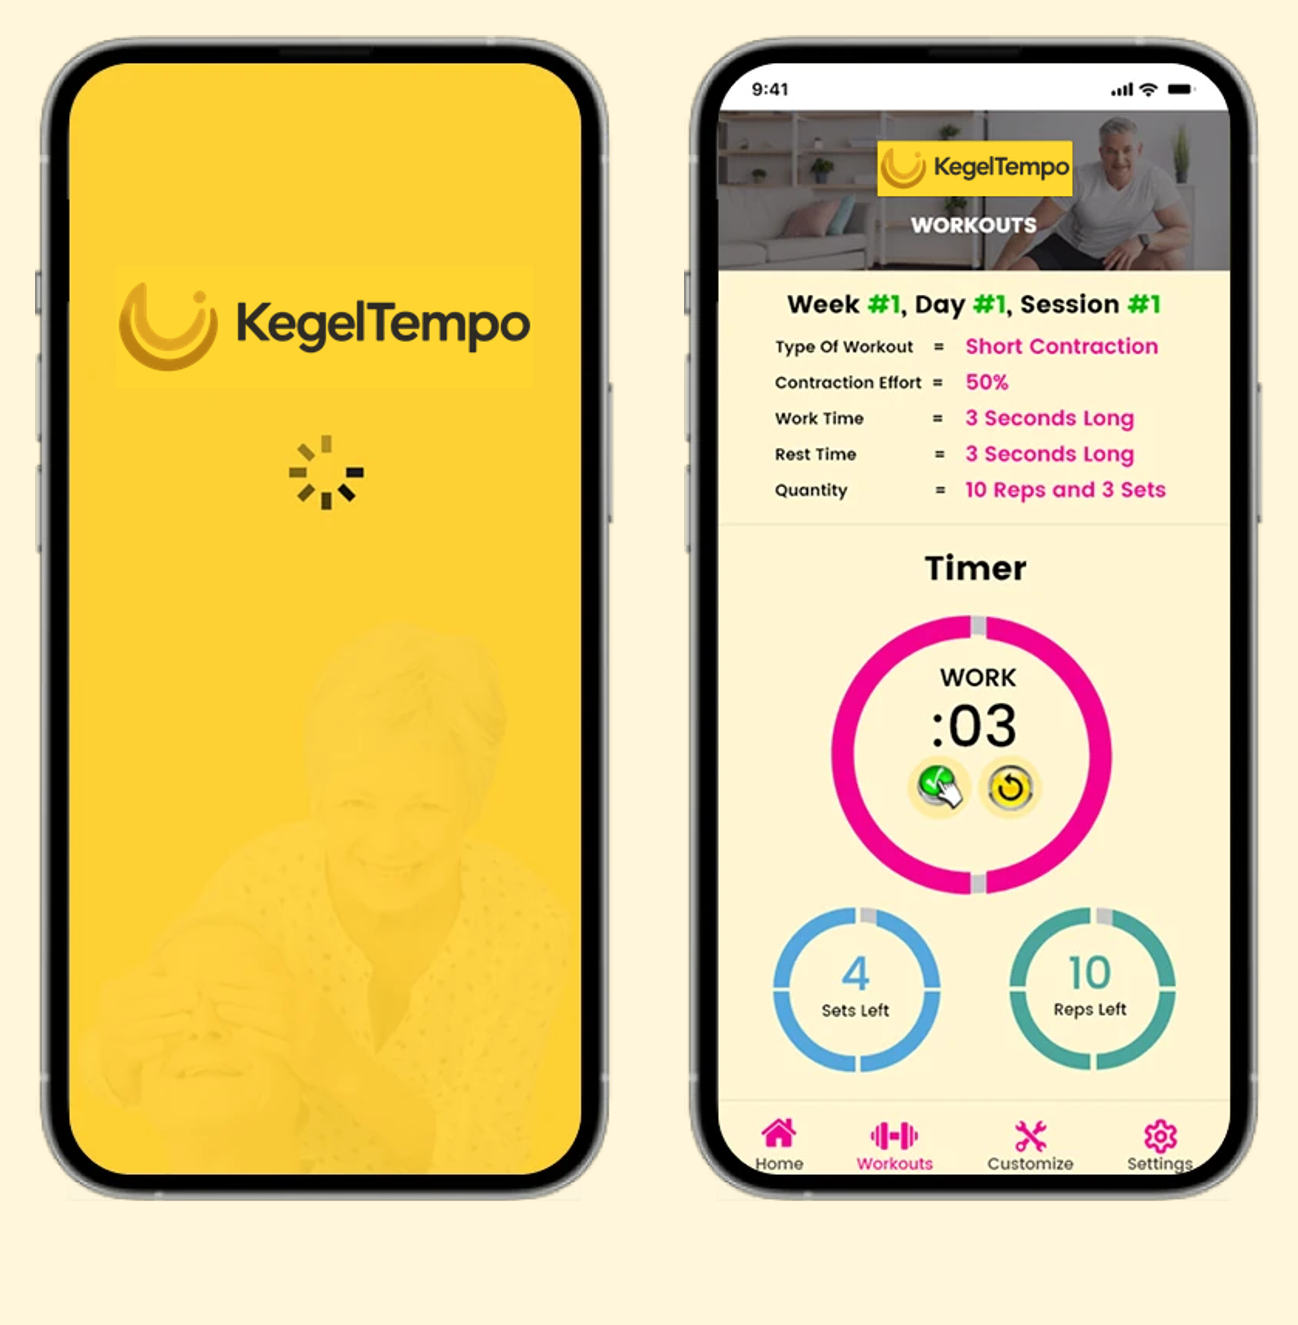 KegelTempo
9:41
KegelTempo
WORKOUTS
Week #1, Day #1, Session #1
Type Of Workout = Short Contraction
Contraction Effort = 50%
Work Time = 3 Seconds Long
Rest Time = 3 Seconds Long
Quantity = 10 Reps and 3 Sets
Timer
WORK
:03
4
Sets Left
10
Reps Left
Home Workouts Customize Settings